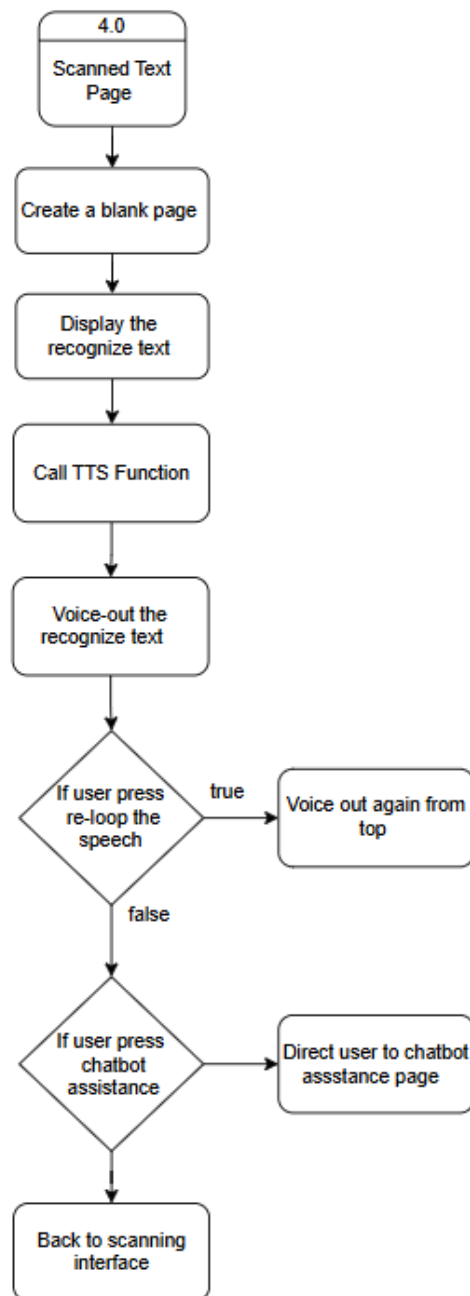 4.0
Scanned Text
Page
Create a blank page
Display the
recognize text
Call TTS Function
Voice-out the
recognize text
If user press
re-loop the
speech
true
Voice out again from
top
false
If user press
chatbot
assistance
Direct user to chatbot
assstance page
Back to scanning
interface